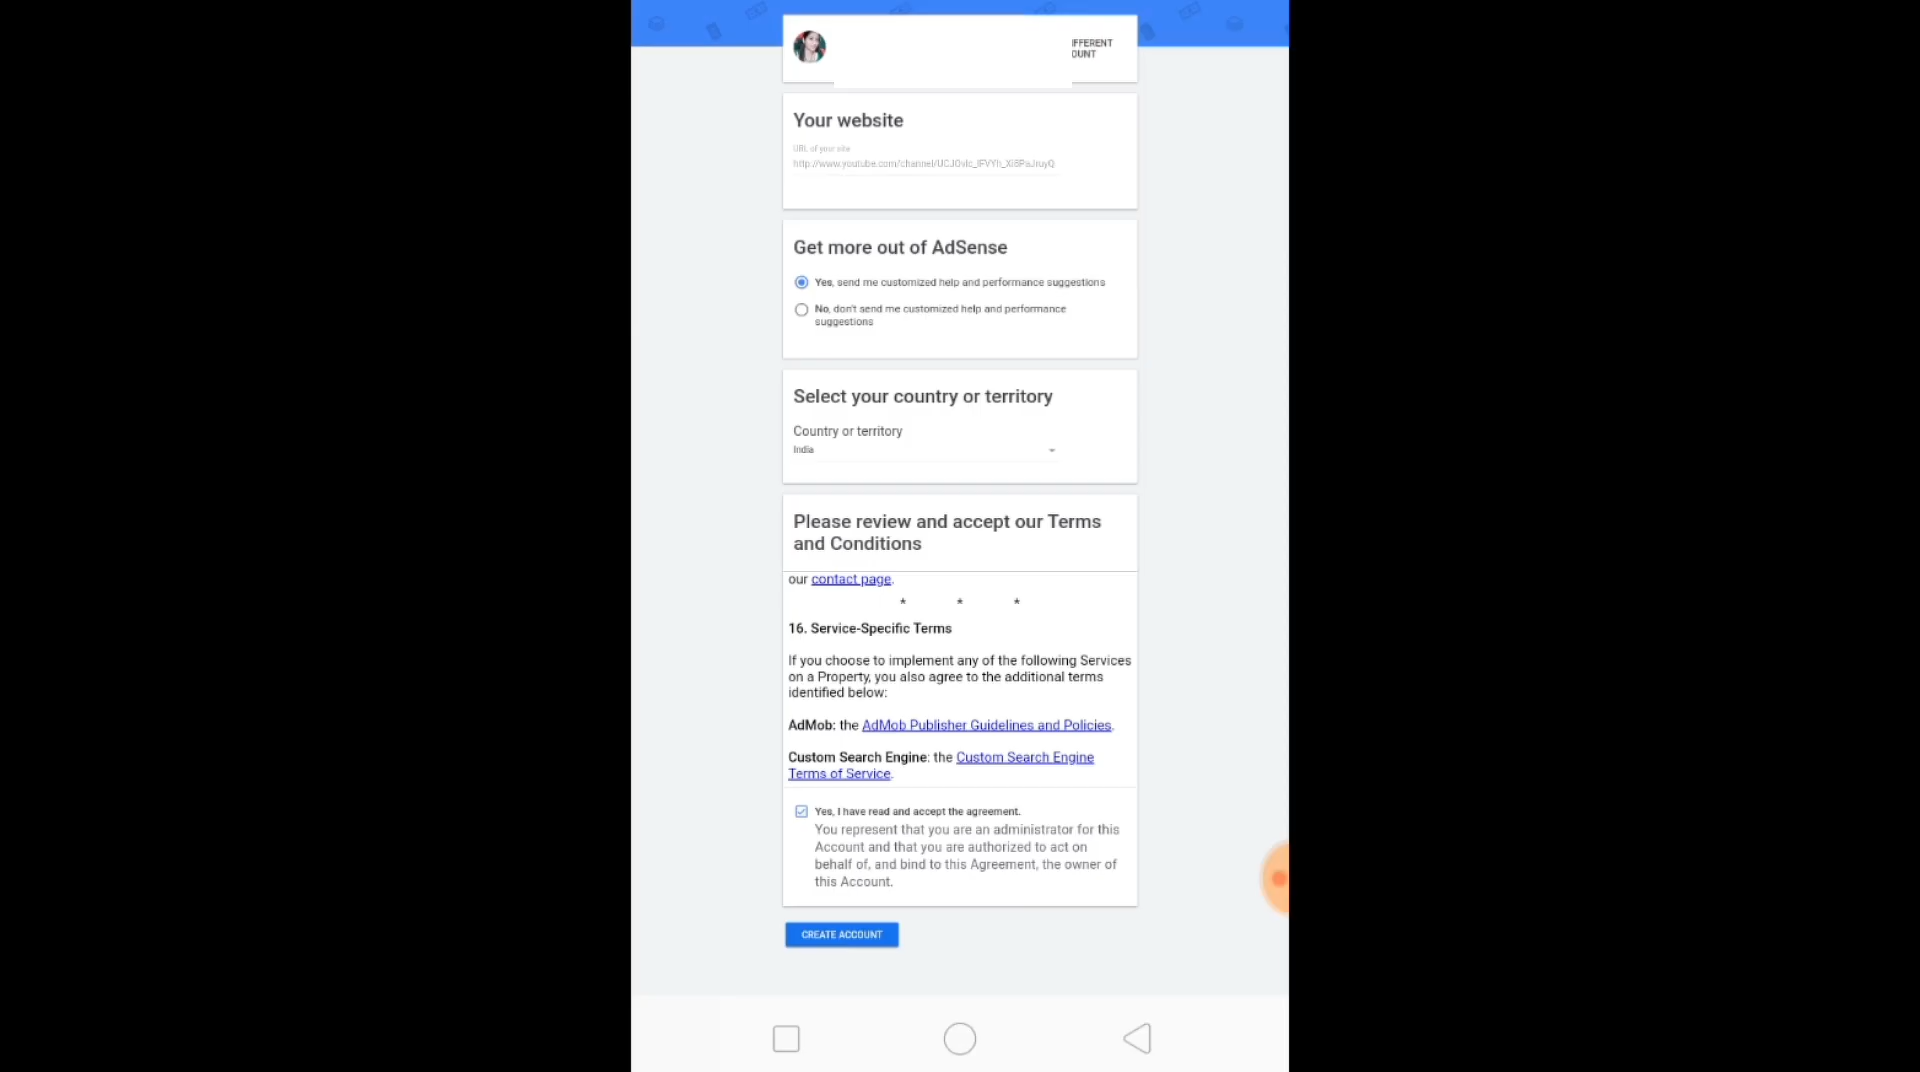 IFFERENT
OUNT
Your website
URL of your site
Get more out of AdSense
Yes, send me customized help and performance suggestions
No, don't send me customized help and performance
suggestions
Select your country or territory
Country or territory
India
Please review and accept our Terms
and Conditions
our contact page.
* * *
16. Service-Specific Terms
If you choose to implement any of the following Services
on a Property, you also agree to the additional terms
identified below:
AdMob: the AdMob Publisher Guidelines and Policies.
Custom Search Engine: the Custom Search Engine
Terms of Service.
Yes, I have read and accept the agreement.
You represent that you are an administrator for this
Account and that you are authorized to act on
behalf of, and bind to this Agreement, the owner of
this Account.
CREATE ACCOUNT